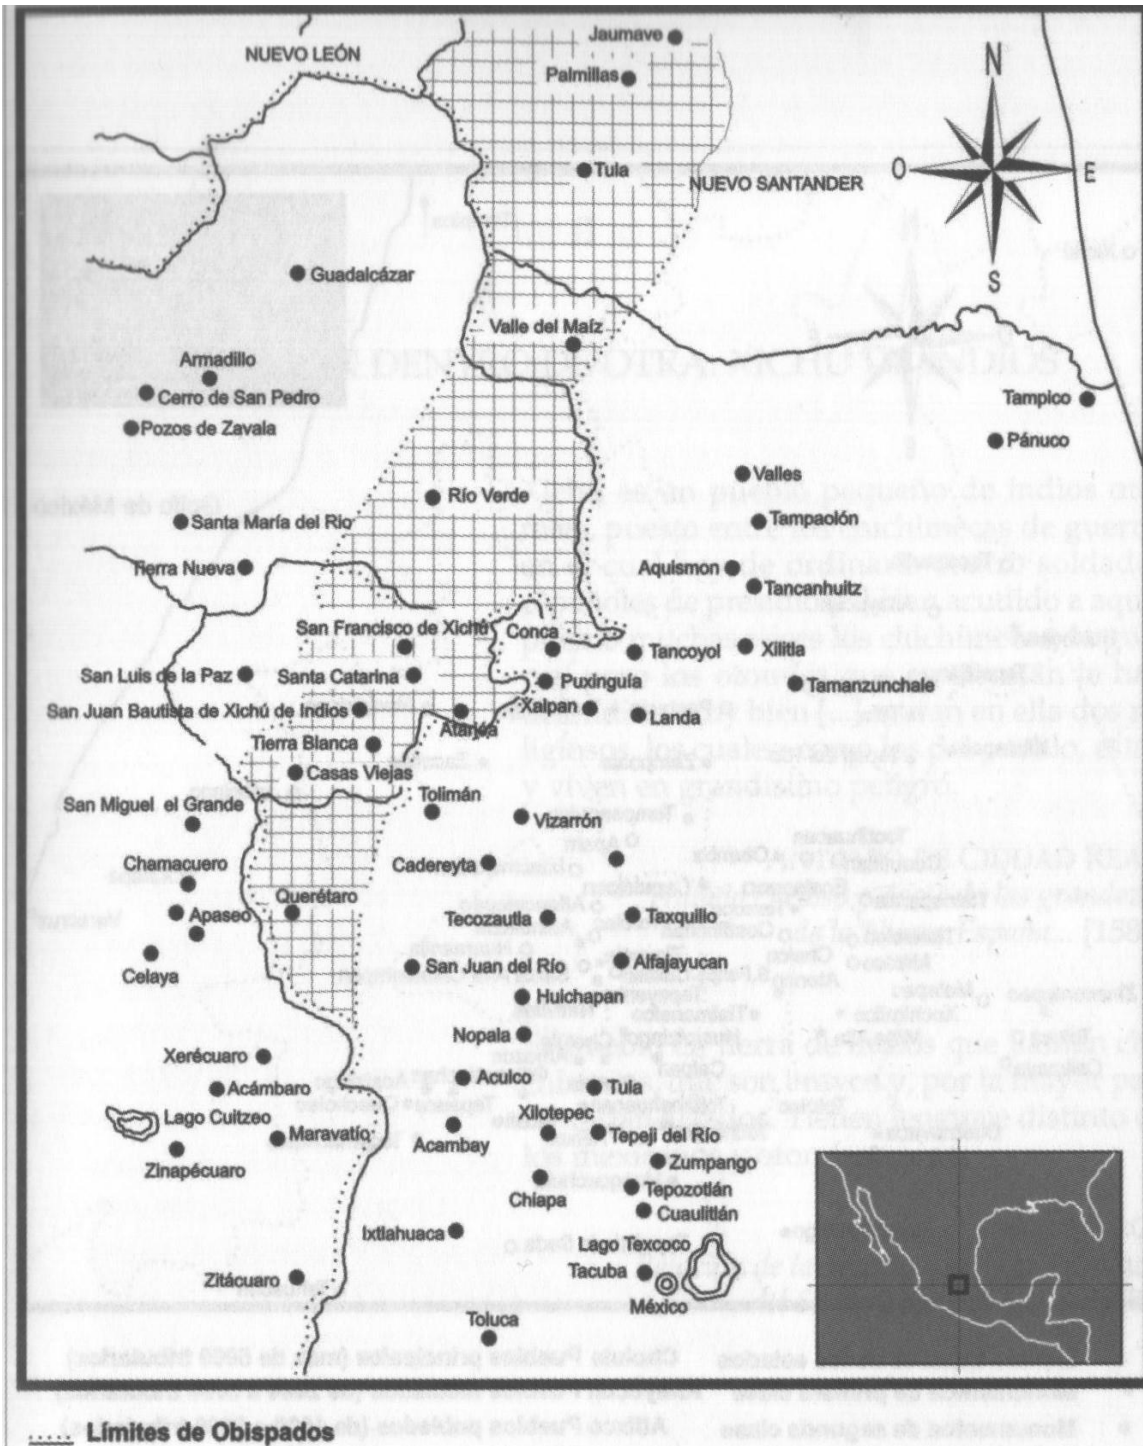 Jaumave
NUEVO LEÓN
N
Palmillas
Tula
O
E
NUEVO SANTANDER
Guadalcázar
S
Valle del Maíz
Armadillo
Cerro de San Pedro
Tampico
Pozos de Zavala
Pánuco
Valles
Río Verde
Santa María del Río
Tampaolón
Tierra Nueva
Aquismon
Tancanhuitz
San Francisco de Xichú
Conca
Tancoyol
Xilitla
San Luis de la Paz
Santa Catarina
Puxinguía
Tamanzunchale
San Juan Bautista de Xichú de Indios
Xalpan
Landa
Atarjea
Tierra Blanca
Casas Viejas
San Miguel el Grande
Tolimán
Vizarrón
Chamacuero
Cadereyta
Querétaro
Apaseo
Tecozautla
Taxquillo
Celaya
San Juan del Río
Alfajayucan
Huichapan
Nopala
Xerécuaro
Aculco
Acámbaro
Tula
Xilotepec
Lago Cuitzeo
Maravatío
Acambay
Tepeji del Río
Zinapécuaro
Zumpango
Chiapa
Tepozotlán
Cuaulitlán
Ixtlahuaca
Lago Texcoco
Zitácuaro
Tacuba
México
Toluca
Límites de Obispados